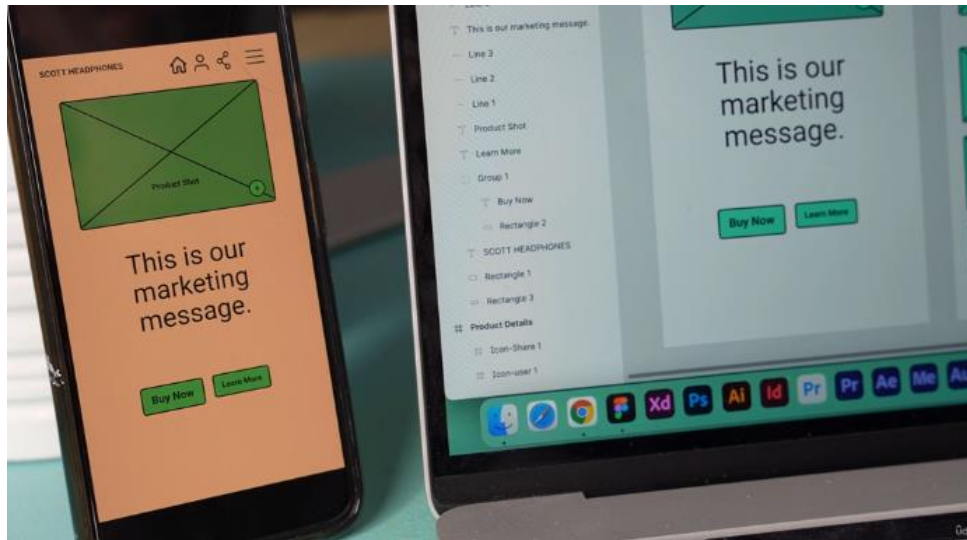 SCOTT HEADPHONES
Product Shot
This is our
marketing
message.
Buy Now
Learn More
This is our marketing message.
Line 3
Line 2
Line 1
Product Shot
Learn More
Group 1
Buy Now
Rectangle 2
SCOTT HEADPHONES
Rectangle 1
Rectangle 3
Product Details
Icon-Share 1
Icon-user 1
This is our
marketing
message.
Buy Now
Learn More
Xd
Ps
Ai
Id
Pr
Pr
Ae
Me
Au